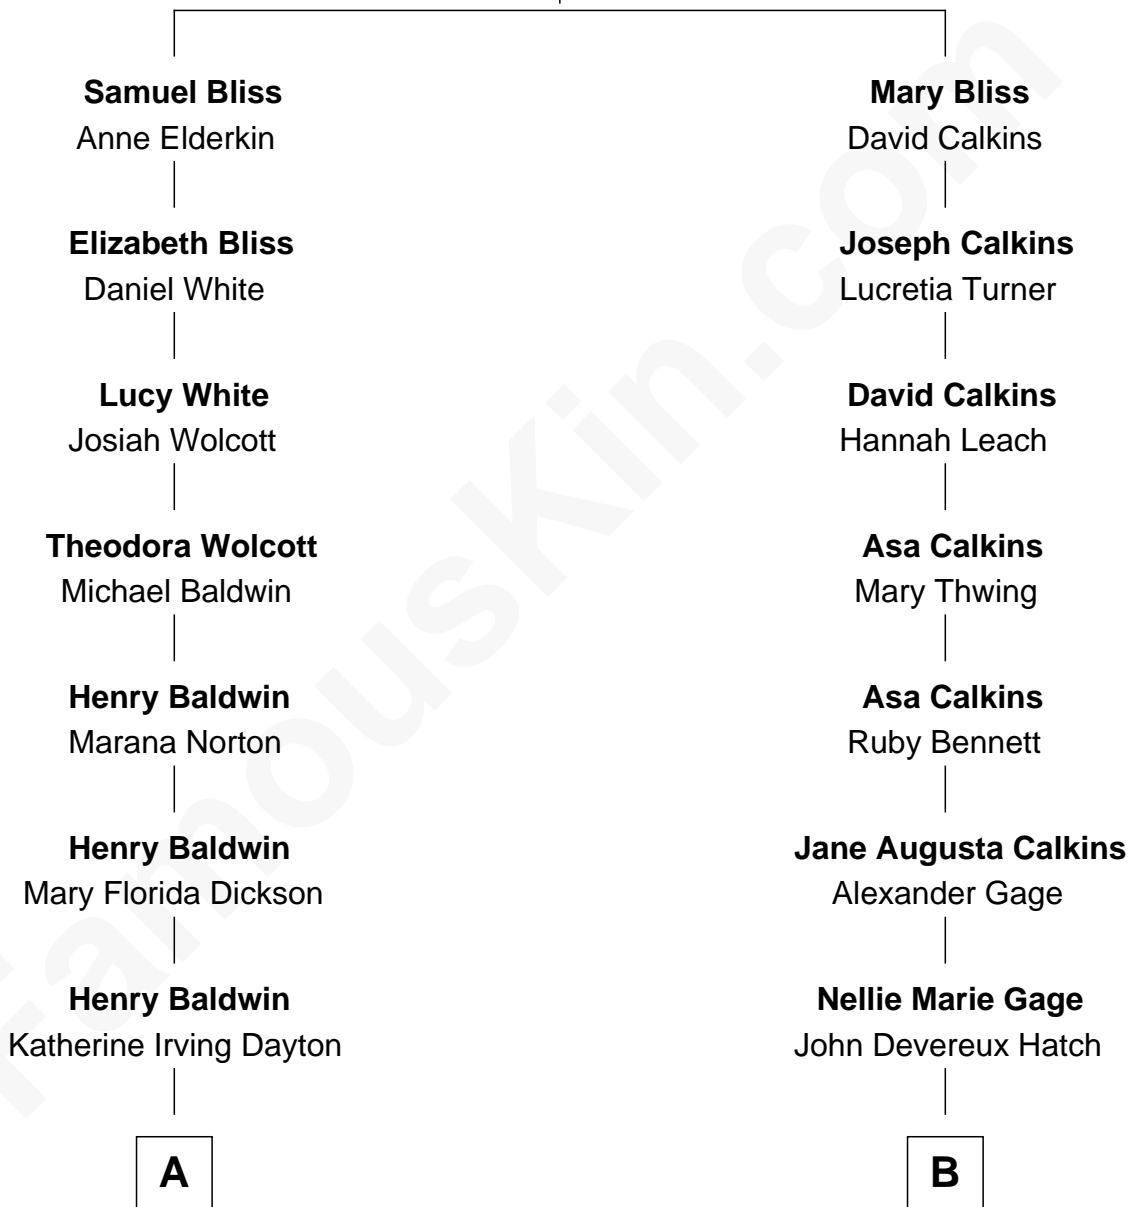 Samuel Bliss
Anne Elderkin
Elizabeth Bliss
Daniel White
Lucy White
Josiah Wolcott
Theodora Wolcott
Michael Baldwin
Henry Baldwin
Marana Norton
Henry Baldwin
Mary Florida Dickson
Henry Baldwin
Katherine Irving Dayton
A
Mary Bliss
David Calkins
Joseph Calkins
Lucretia Turner
David Calkins
Hannah Leach
Asa Calkins
Mary Thwing
Asa Calkins
Ruby Bennett
Jane Augusta Calkins
Alexander Gage
Nellie Marie Gage
John Devereux Hatch
B
FamousKin.com